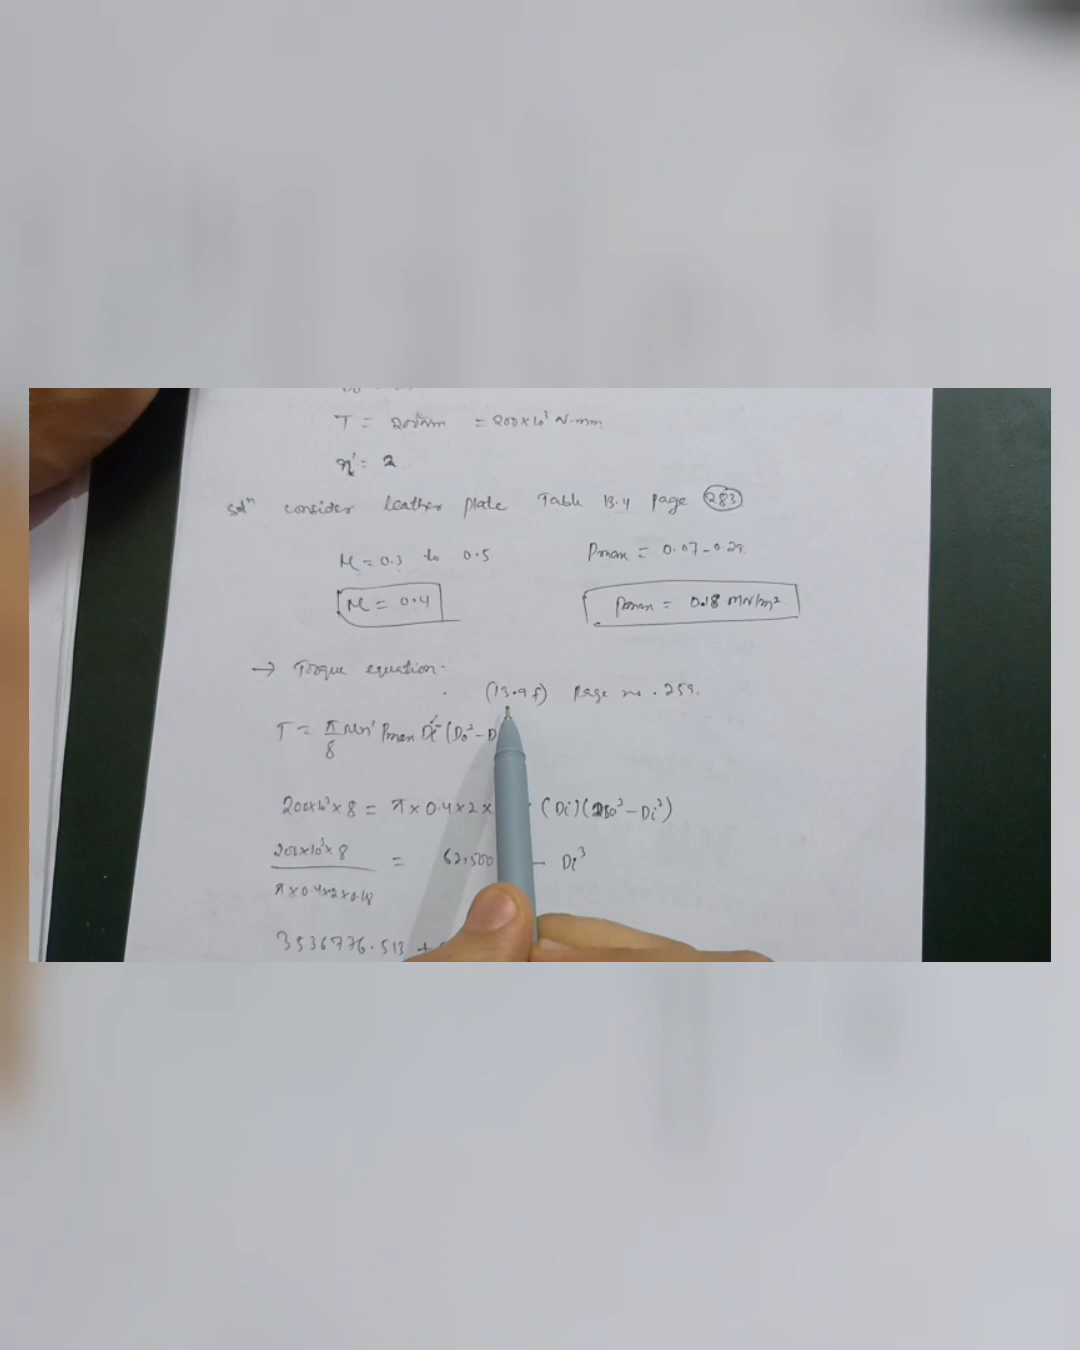 T = 200Nm = 200×10³ N-mm
n' = 2
Solⁿ consider leather plate Table 13.4 page 283
μ = 0.3 to 0.5 Pmax = 0.07-0.29
μ = 0.4 Pmax = 0.18 MN/m²
→ Torque equation.
(13.9f) Page no. 259.
T = π/8 μn' Pmax Di (Do² - D
200×10³ × 8 = π × 0.4 × 2 × (Di) (250² - Di²)
200×10³×8 / π×0.4×2×0.18 = 62,500 - Di³
3536776.513 +